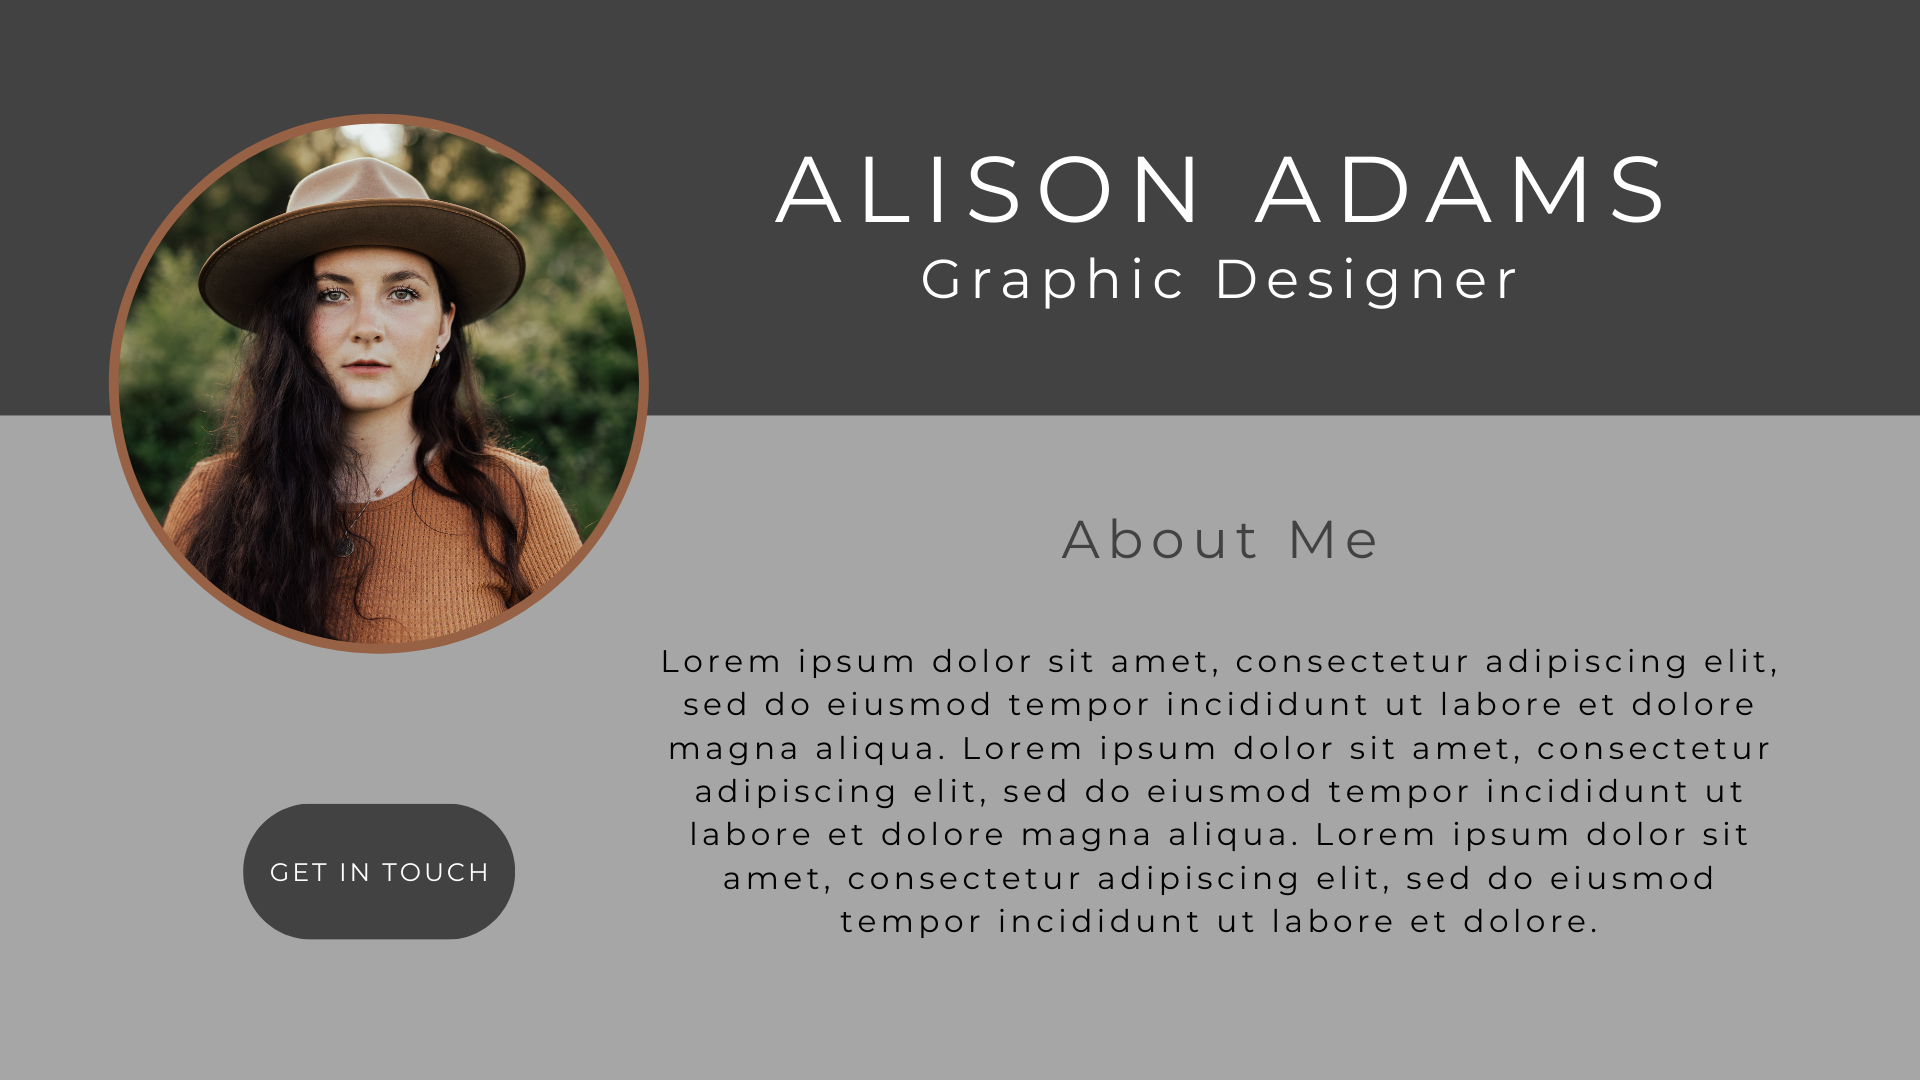 ALISON ADAMS
Graphic Designer
About Me
Lorem ipsum dolor sit amet, consectetur adipiscing elit,
sed do eiusmod tempor incididunt ut labore et dolore
magna aliqua. Lorem ipsum dolor sit amet, consectetur
adipiscing elit, sed do eiusmod tempor incididunt ut
labore et dolore magna aliqua. Lorem ipsum dolor sit
amet, consectetur adipiscing elit, sed do eiusmod
tempor incididunt ut labore et dolore.
GET IN TOUCH